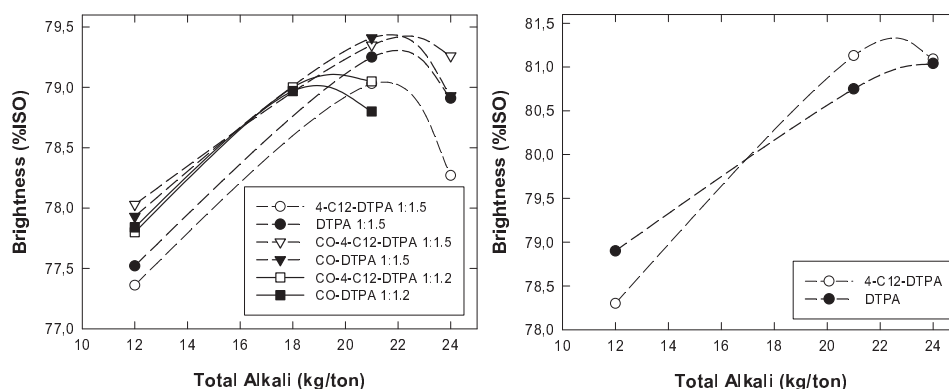 79,5
79,0
78,5
78,0
77,5
77,0
Brightness (%ISO)
4-C12-DTPA 1:1.5
DTPA 1:1.5
CO-4-C12-DTPA 1:1.5
CO-DTPA 1:1.5
CO-4-C12-DTPA 1:1.2
CO-DTPA 1:1.2
10 12 14 16 18 20 22 24
Total Alkali (kg/ton)
81,5
81,0
80,5
80,0
79,5
79,0
78,5
78,0
Brightness (%ISO)
4-C12-DTPA
DTPA
10 12 14 16 18 20 22 24
Total Alkali (kg/ton)